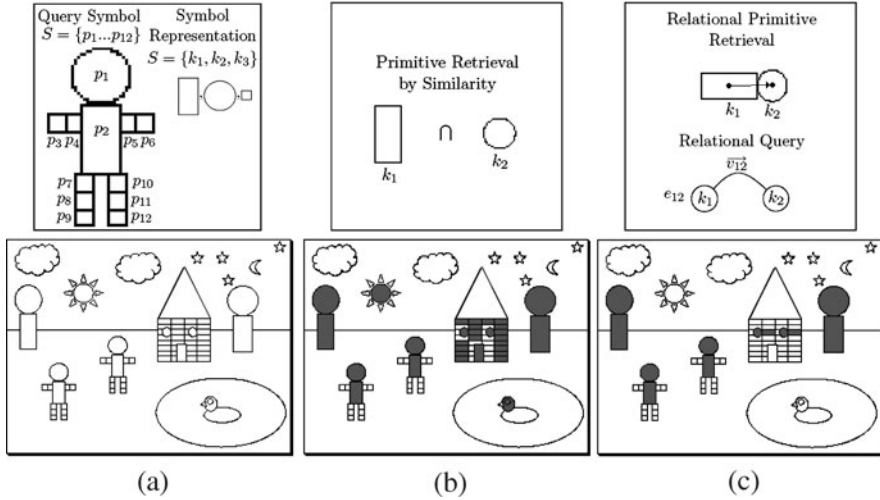 Query Symbol
S = {p₁...p₁₂}
p₁
p₂
p₃ p₄
p₅ p₆
p₇
p₈
p₉
p₁₀
p₁₁
p₁₂
Symbol
Representation
S = {k₁, k₂, k₃}
Primitive Retrieval
by Similarity
∩
k₁
k₂
Relational Primitive
Retrieval
k₁ k₂
Relational Query
v₁₂
e₁₂ k₁ k₂
(a) (b) (c)